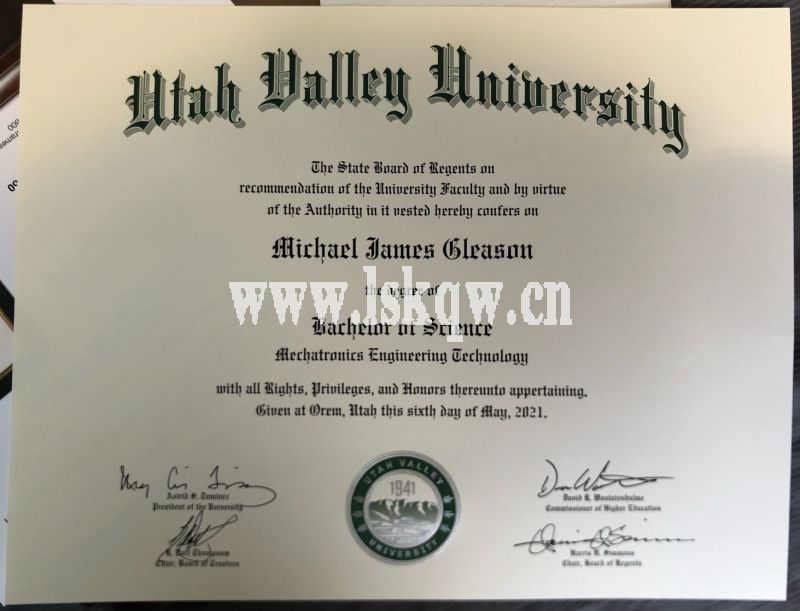 Utah Valley University
The State Board of Regents on
recommendation of the University Faculty and by virtue
of the Authority in it vested hereby confers on
Michael James Gleason
the degree of
www.lskqw.cn
Bachelor of Science
Mechatronics Engineering Technology
with all Rights, Privileges, and Honors thereunto appertaining.
Given at Orem, Utah this sixth day of May, 2021.
Astrid S. Tuminez
President of the University
Thompson
Chair, Board of Trustees
UTAH VALLEY
1941
UNIVERSITY
David R. Woolstenhulme
Commissioner of Higher Education
Harris H. Simmons
Chair, Board of Regents